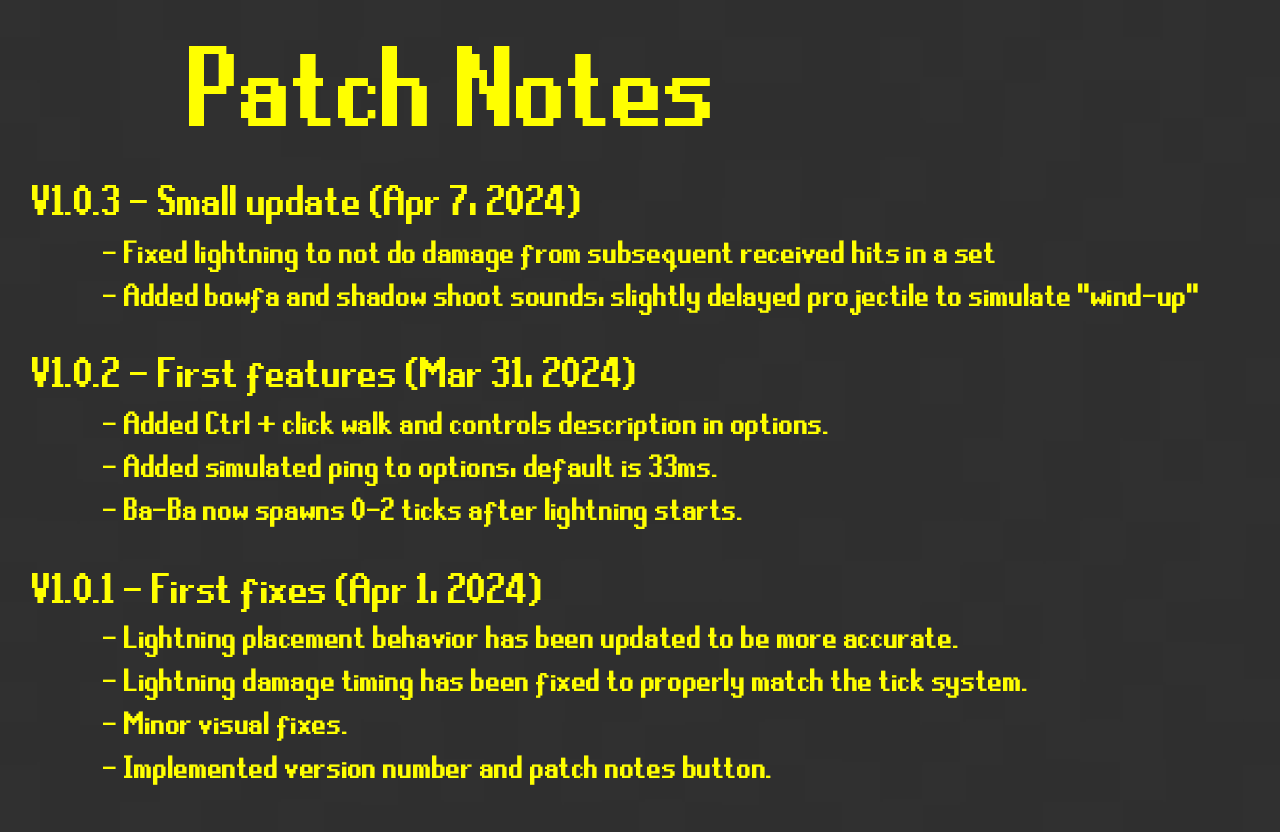 Patch Notes
V1.0.3 - Small update (Apr 7, 2024)
- Fixed lightning to not do damage from subsequent received hits in a set
- Added bowfa and shadow shoot sounds, slightly delayed projectile to simulate "wind-up"
V1.0.2 - First features (Mar 31, 2024)
- Added Ctrl + click walk and controls description in options.
- Added simulated ping to options, default is 33ms.
- Ba-Ba now spawns 0-2 ticks after lightning starts.
V1.0.1 - First fixes (Apr 1, 2024)
- Lightning placement behavior has been updated to be more accurate.
- Lightning damage timing has been fixed to properly match the tick system.
- Minor visual fixes.
- Implemented version number and patch notes button.